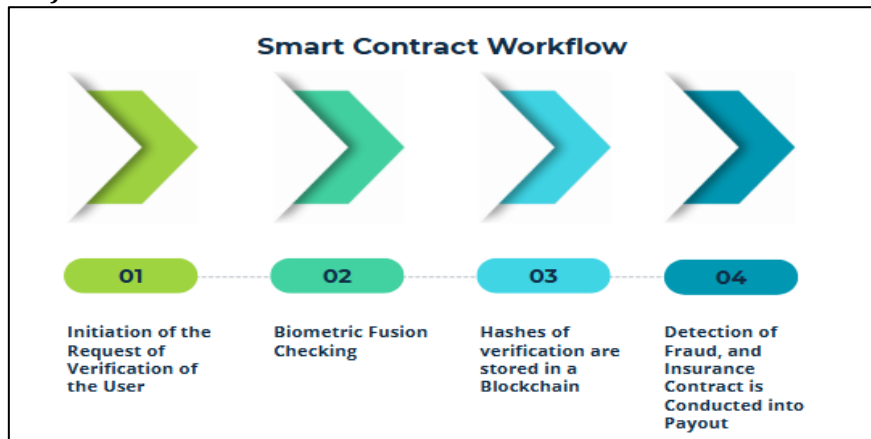 Smart Contract Workflow
01
02
03
04
Initiation of the
Request of
Verification of
the User
Biometric Fusion
Checking
Hashes of
verification are
stored in a
Blockchain
Detection of
Fraud, and
Insurance
Contract is
Conducted into
Payout